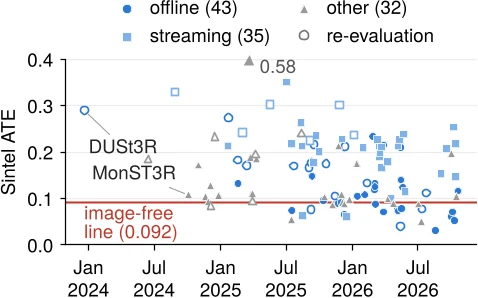 offline (43)
other (32)
streaming (35)
re-evaluation
0.4
0.58
0.3
DUSt3R
0.2
MonST3R
0.1
image-free
line (0.092)
0.0
Sintel ATE
Jan Jul Jan Jul Jan Jul
2024 2024 2025 2025 2026 2026